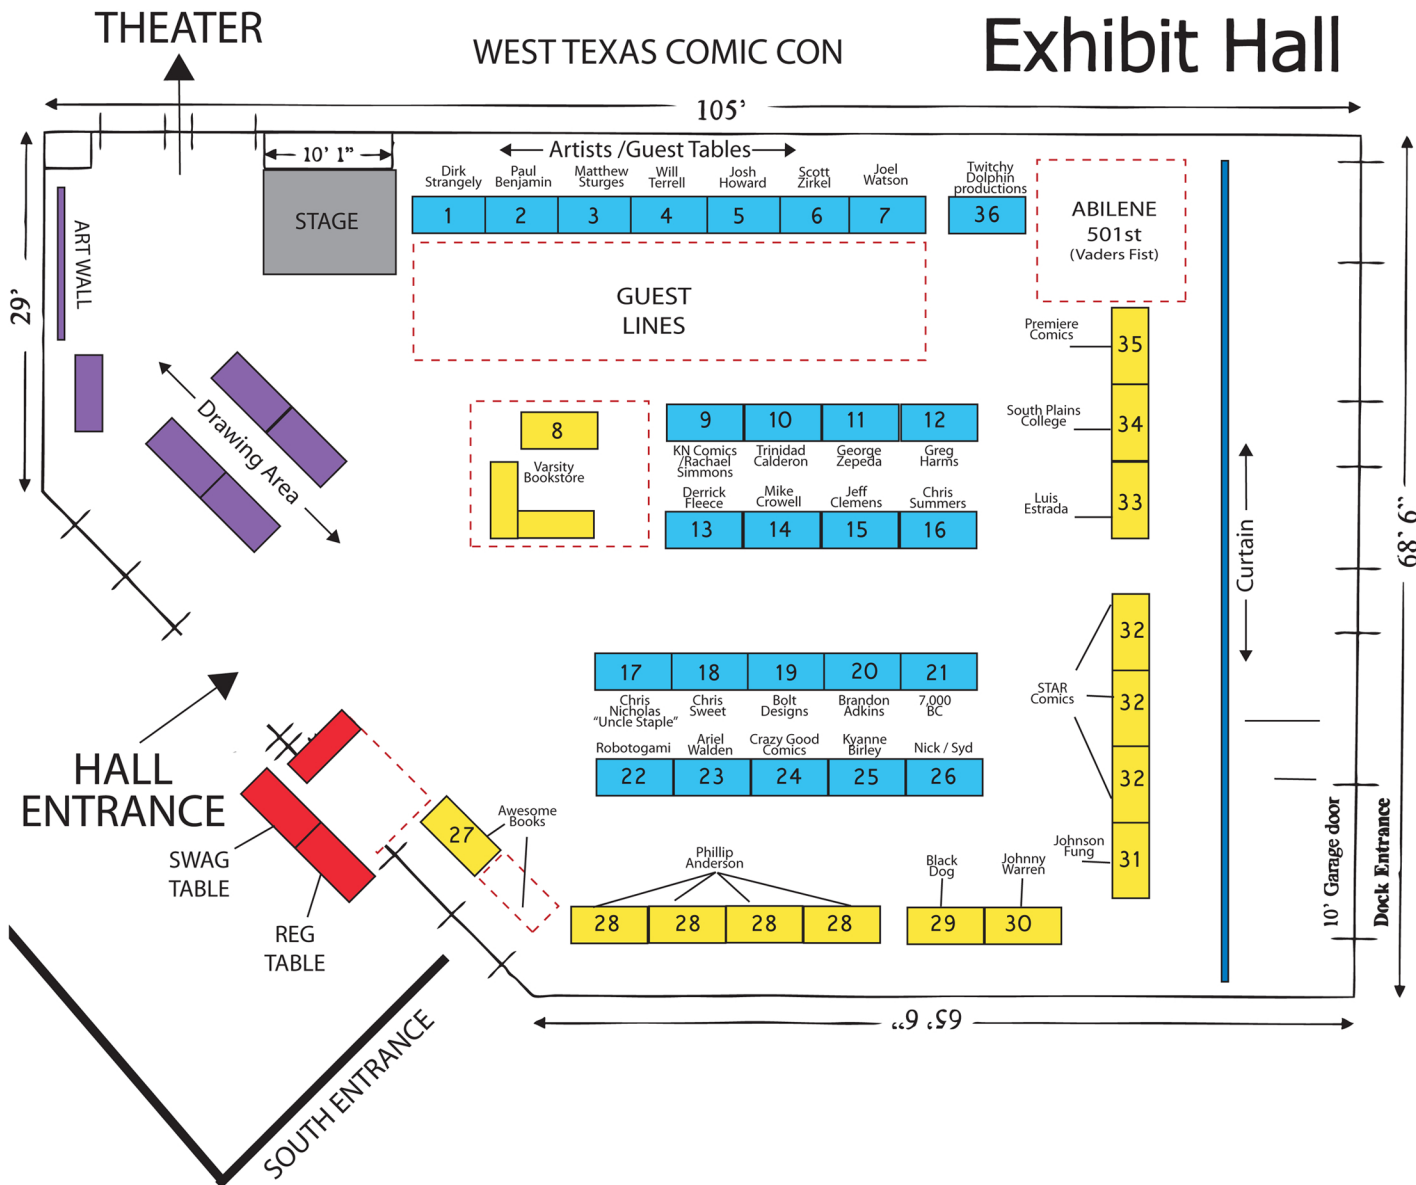 THEATER
WEST TEXAS COMIC CON
Exhibit Hall
105’
10’ 1”
Artists /Guest Tables
Dirk
Strangely
Paul
Benjamin
Matthew
Sturges
Will
Terrell
Josh
Howard
Scott
Zirkel
Joel
Watson
Twitchy
Dolphin
productions
1
2
3
4
5
6
7
36
STAGE
ABILENE
501st
(Vaders Fist)
ART WALL
29’
GUEST
LINES
Premiere
Comics
35
Drawing Area
8
Varsity
Bookstore
9
10
11
12
KN Comics
/Rachael
Simmons
Trinidad
Calderon
George
Zepeda
Greg
Harms
South Plains
College
34
Derrick
Fleece
Mike
Crowell
Jeff
Clemens
Chris
Summers
13
14
15
16
Luis
Estrada
33
Curtain
68’ 6”
32
32
32
STAR
Comics
17
18
19
20
21
Chris
Nicholas
“Uncle Staple”
Chris
Sweet
Bolt
Designs
Brandon
Adkins
7,000
BC
Robotogami
Ariel
Walden
Crazy Good
Comics
Kyanne
Birley
Nick / Syd
22
23
24
25
26
HALL
ENTRANCE
SWAG
TABLE
REG
TABLE
27
Awesome
Books
Phillip
Anderson
28
28
28
28
Black
Dog
29
Johnny
Warren
30
Johnson
Fung
31
10’ Garage door
Dock Entrance
65’ 6”
SOUTH ENTRANCE